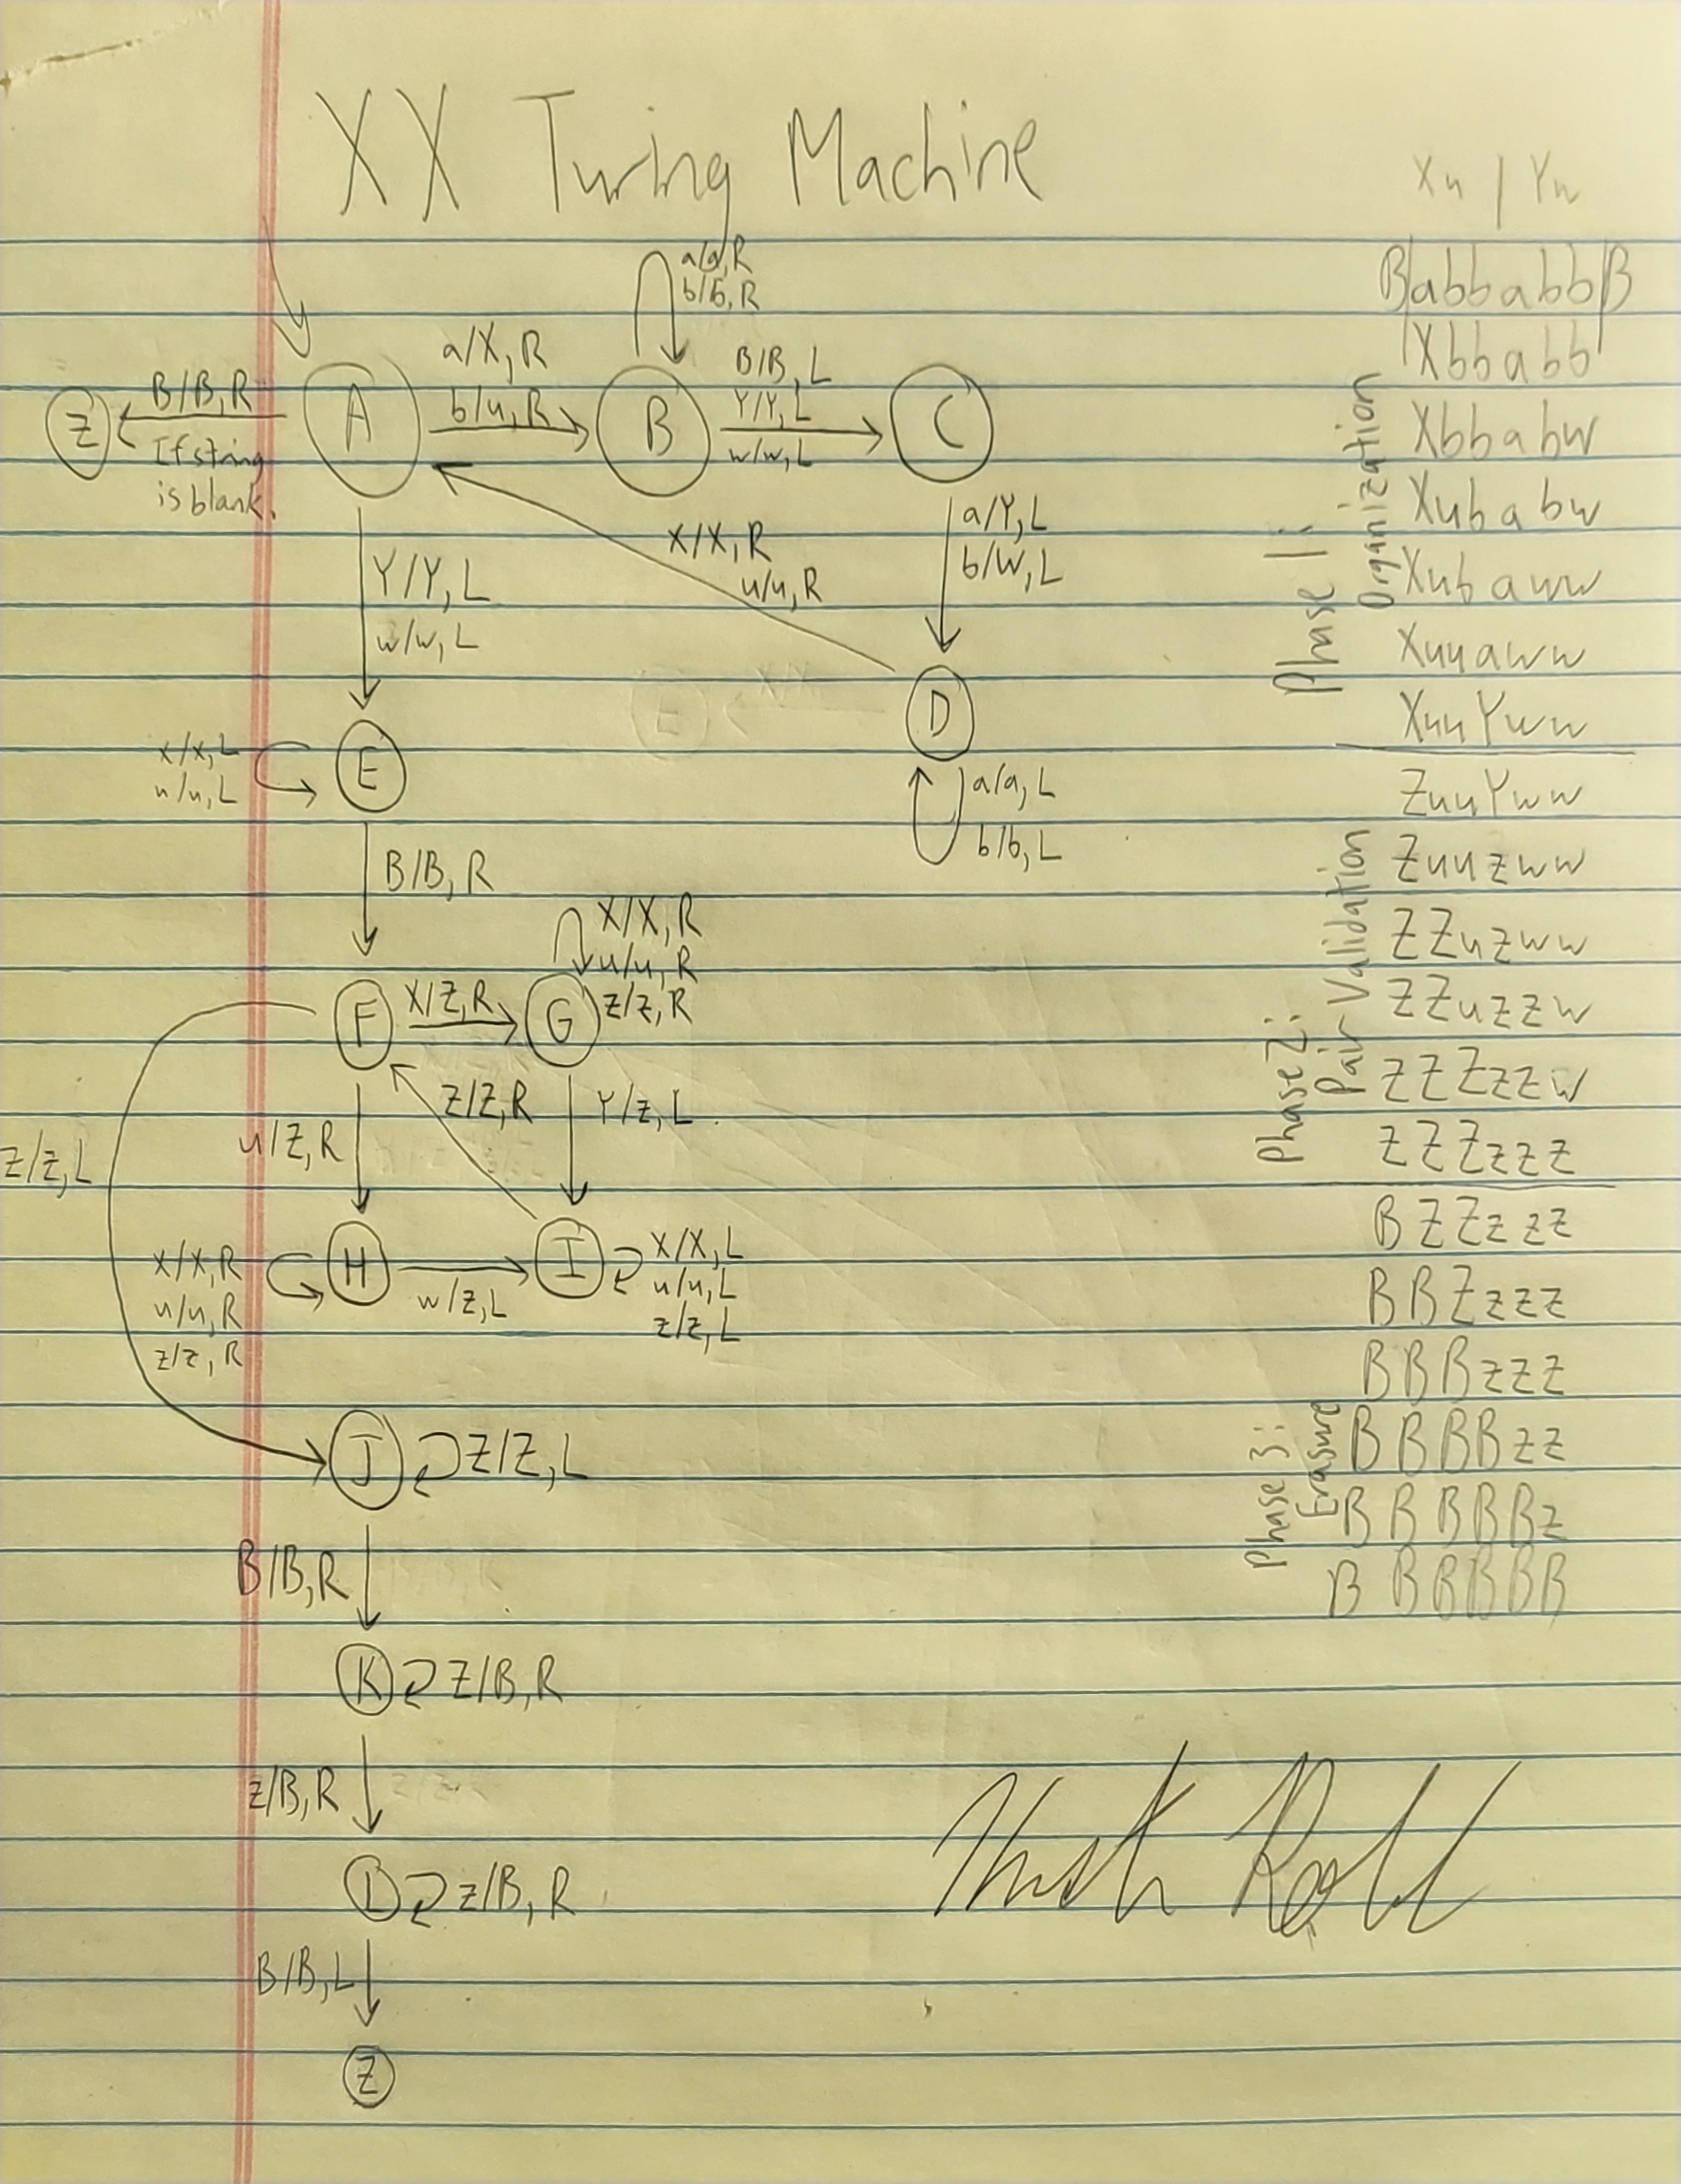 XX Turing Machine
Xu / Yw
a/a, R
b/b, R
a/X, R
b/u, R
B/B, L
Y/Y, L
w/w, L
B/B, R
If string
is blank.
Z
A
B
C
Y/Y, L
w/w, L
X/X, R
u/u, R
a/Y, L
b/W, L
D
a/a, L
b/b, L
x/x, L
u/u, L
E
B/B, R
X/X, R
u/u, R
z/z, R
F
X/Z, R
G
z/z, L
u/Z, R
Z/Z, R
Y/z, L
X/X, R
u/u, R
z/z, R
H
w/z, L
I
X/X, L
u/u, L
z/z, L
J
Z/Z, L
B/B, R
K
Z/B, R
z/B, R
L
z/B, R
B/B, L
Z
Phase 1:
Organization
B|abbabb|B
Xbbabb
Xbbabw
Xubabw
Xubaww
Xuuaww
XuuYww
Phase 2:
Pair Validation
ZuuYww
Zuuzww
ZZuzww
ZZuzzw
ZZZzzw
ZZZzzz
Phase 3:
Erasure
BZZzzz
BBZzzz
BBBzzz
BBBBzz
BBBBBz
BBBBBB